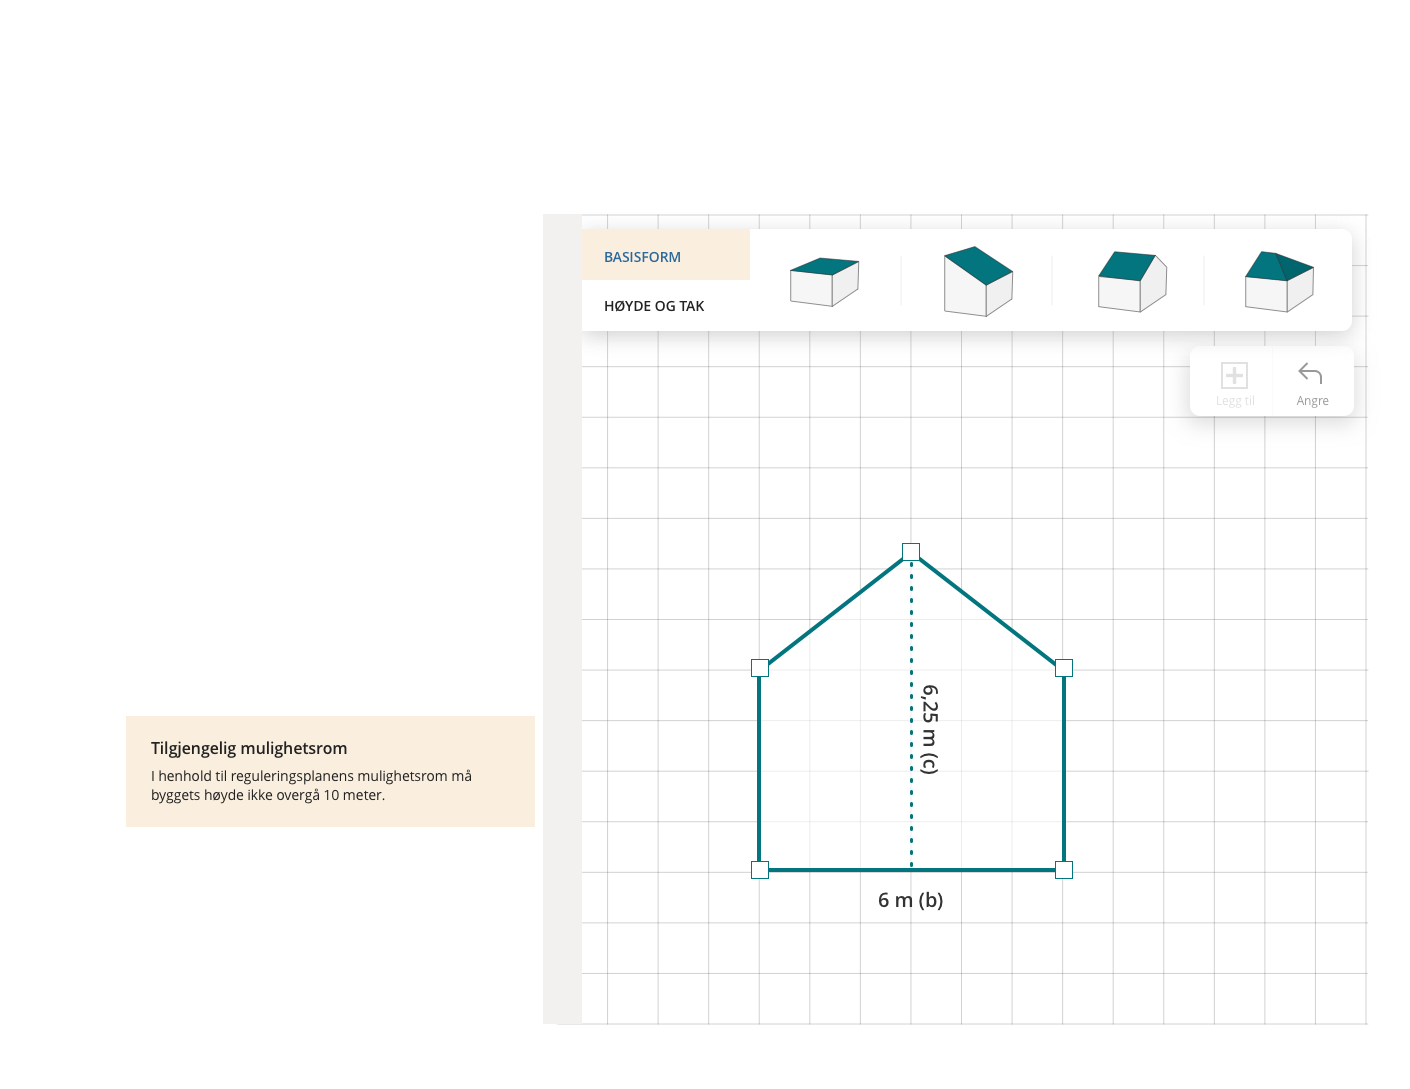 BASISFORM
HØYDE OG TAK
Legg til
Angre
6,25 m (c)
Tilgjengelig mulighetsrom
I henhold til reguleringsplanens mulighetsrom må
byggets høyde ikke overgå 10 meter.
6 m (b)